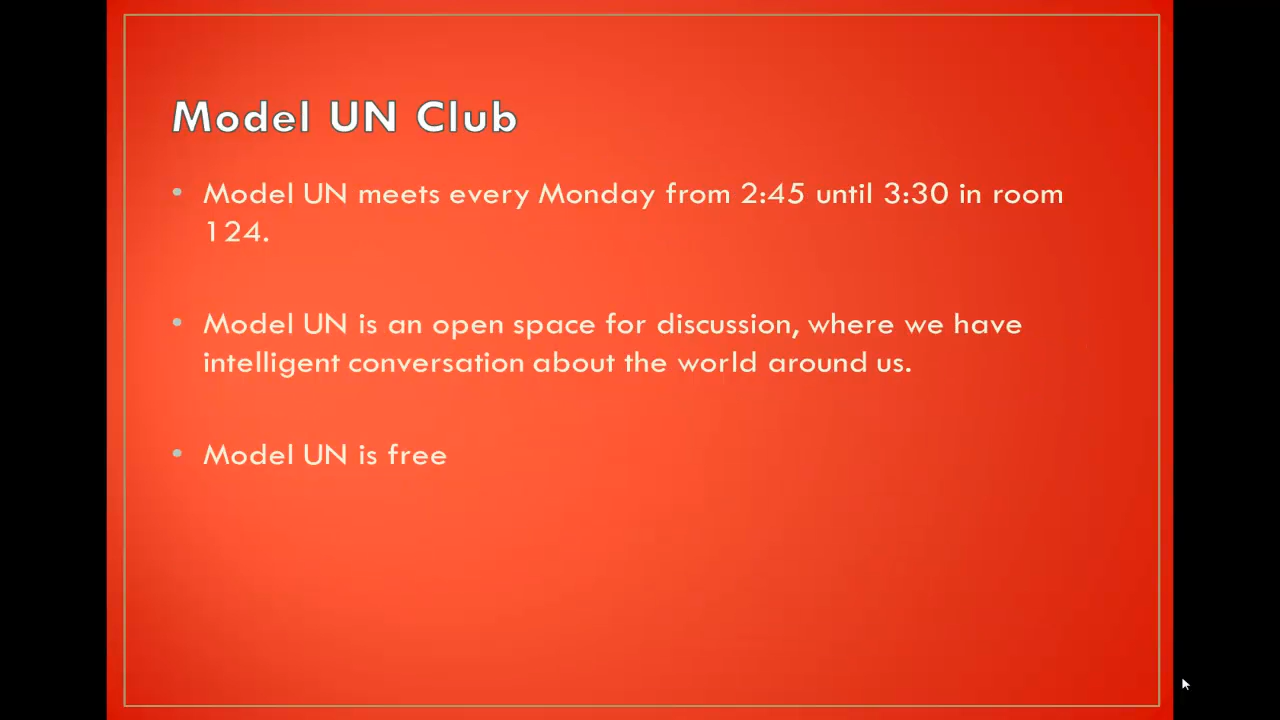 Model UN Club
• Model UN meets every Monday from 2:45 until 3:30 in room
124.
• Model UN is an open space for discussion, where we have
intelligent conversation about the world around us.
• Model UN is free